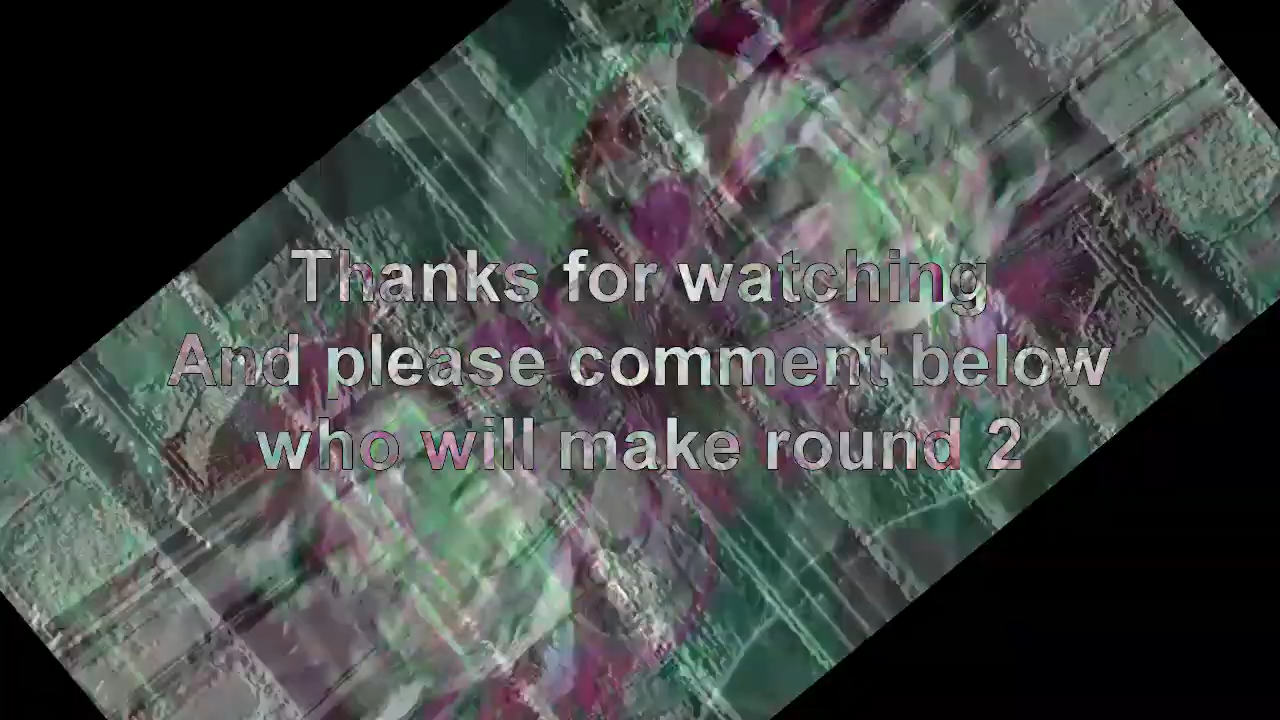 Thanks for watching
And please comment below
who will make round 2